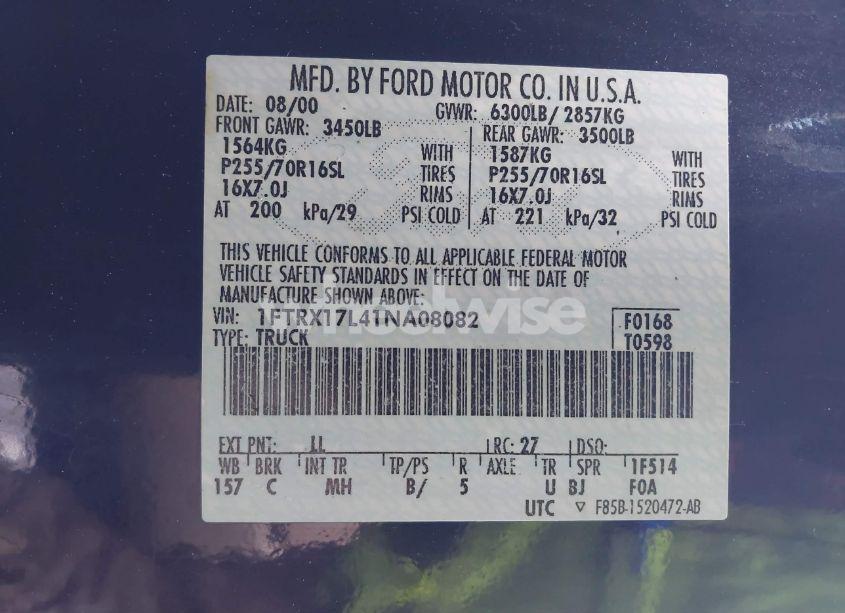 MFD. BY FORD MOTOR CO. IN U.S.A.
DATE: 08/00 GVWR: 6300LB/ 2857KG
FRONT GAWR: 3450LB REAR GAWR: 3500LB
1564KG WITH 1587KG WITH
P255/70R16SL TIRES P255/70R16SL TIRES
16X7.0J RIMS 16X7.0J RIMS
AT 200 kPa/29 PSI COLD AT 221 kPa/32 PSI COLD
THIS VEHICLE CONFORMS TO ALL APPLICABLE FEDERAL MOTOR
VEHICLE SAFETY STANDARDS IN EFFECT ON THE DATE OF
MANUFACTURE SHOWN ABOVE:
VIN: 1FTRX17L41NA08082 F0168
TYPE: TRUCK T0598
EXT PNT: LL RC: 27 DSO:
WB BRK INT TR TP/PS R AXLE TR SPR 1F514
157 C MH B/ 5 U BJ F0A
UTC ▽ F85B-1520472-AB